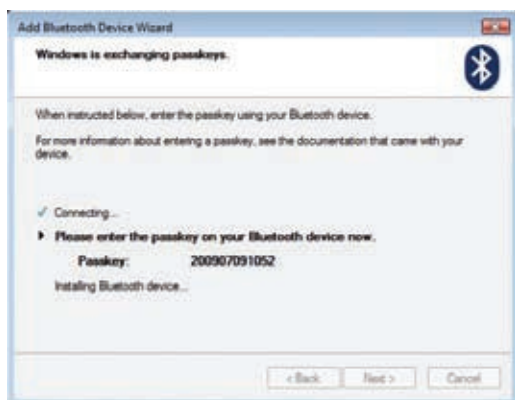 Add Bluetooth Device Wizard
Windows is exchanging passkeys.
When instructed below, enter the passkey using your Bluetooth device.
For more information about entering a passkey, see the documentation that came with your
device.
Connecting...
Please enter the passkey on your Bluetooth device now.
Passkey: 200907091052
Installing Bluetooth device...
< Back Next > Cancel